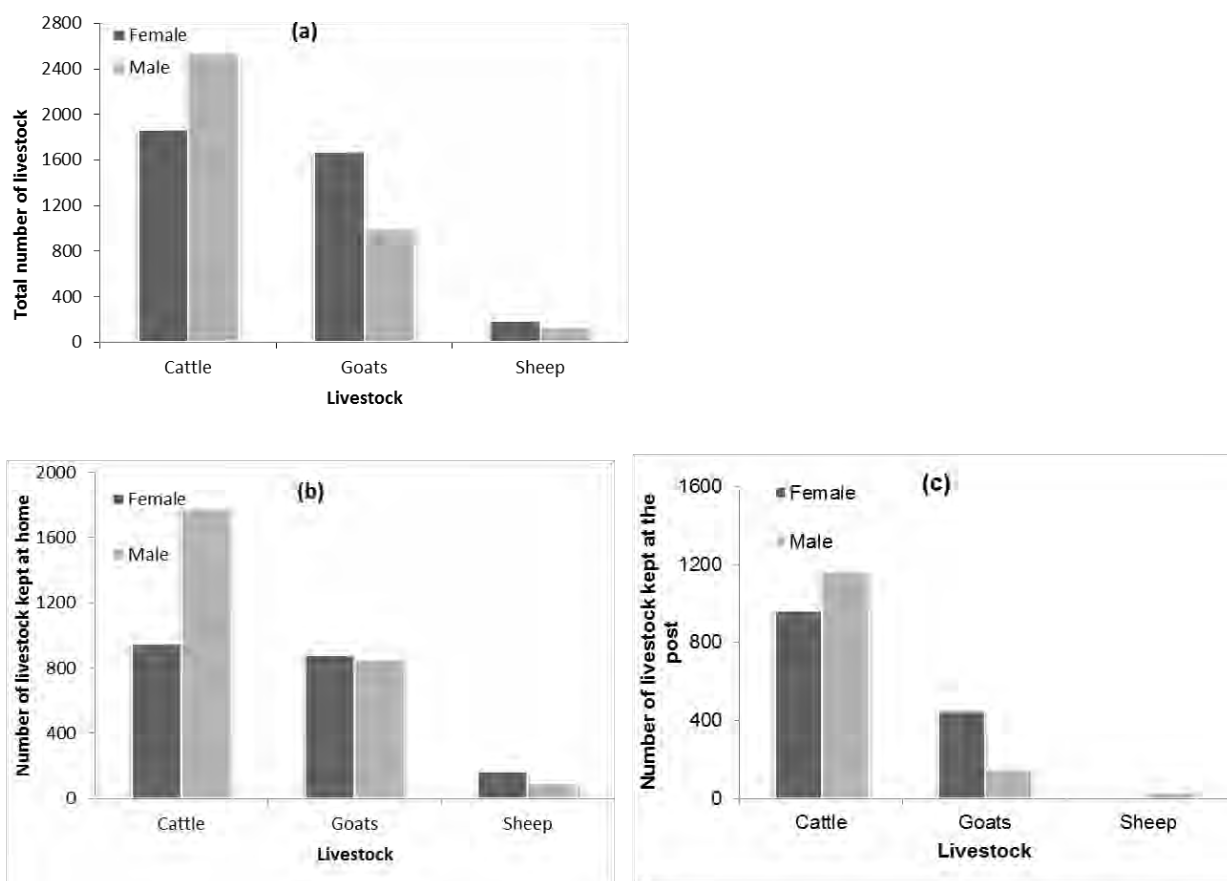 (a)
Female
Male
Total number of livestock
2800
2400
2000
1600
1200
800
400
0
Cattle Goats Sheep
Livestock
(b)
Female
Male
Number of livestock kept at home
2000
1600
1200
800
400
0
Cattle Goats Sheep
Livestock
(c)
Female
Male
Number of livestock kept at the
post
1600
1200
800
400
0
Cattle Goats Sheep
Livestock